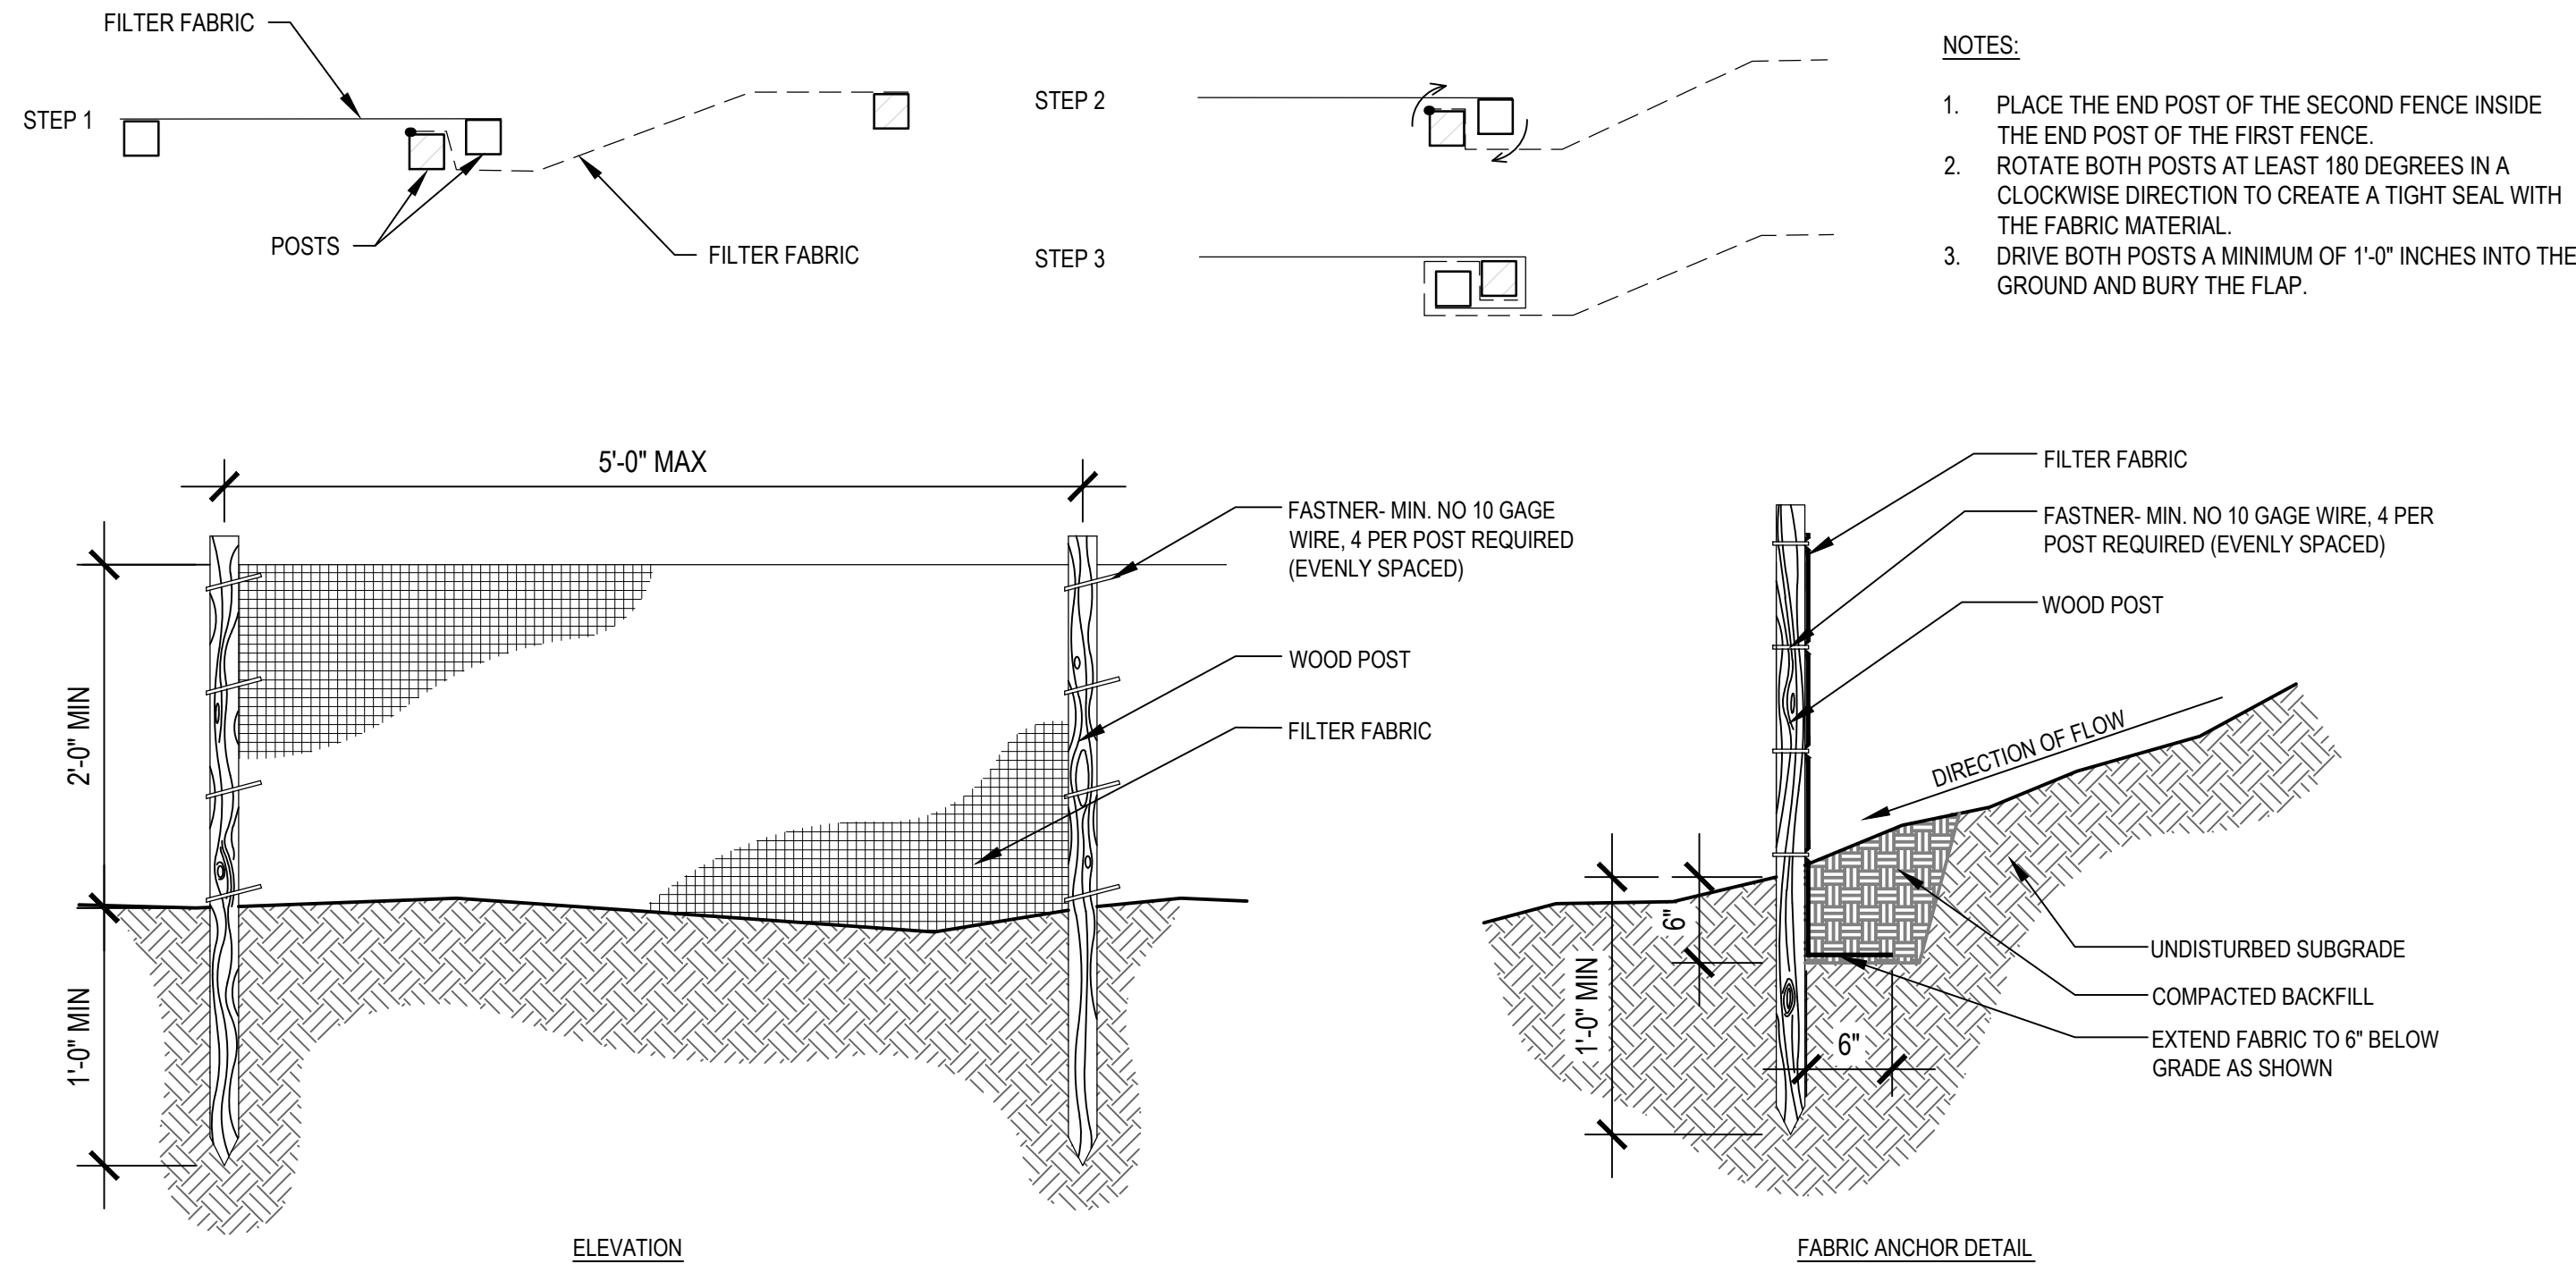 FILTER FABRIC
STEP 1
POSTS
FILTER FABRIC
STEP 2
STEP 3
NOTES:
1. PLACE THE END POST OF THE SECOND FENCE INSIDE
THE END POST OF THE FIRST FENCE.
2. ROTATE BOTH POSTS AT LEAST 180 DEGREES IN A
CLOCKWISE DIRECTION TO CREATE A TIGHT SEAL WITH
THE FABRIC MATERIAL.
3. DRIVE BOTH POSTS A MINIMUM OF 1'-0" INCHES INTO THE
GROUND AND BURY THE FLAP.
5'-0" MAX
2'-0" MIN
1'-0" MIN
FASTNER- MIN. NO 10 GAGE
WIRE, 4 PER POST REQUIRED
(EVENLY SPACED)
WOOD POST
FILTER FABRIC
ELEVATION
FILTER FABRIC
FASTNER- MIN. NO 10 GAGE WIRE, 4 PER
POST REQUIRED (EVENLY SPACED)
WOOD POST
DIRECTION OF FLOW
6"
1'-0" MIN
6"
UNDISTURBED SUBGRADE
COMPACTED BACKFILL
EXTEND FABRIC TO 6" BELOW
GRADE AS SHOWN
FABRIC ANCHOR DETAIL